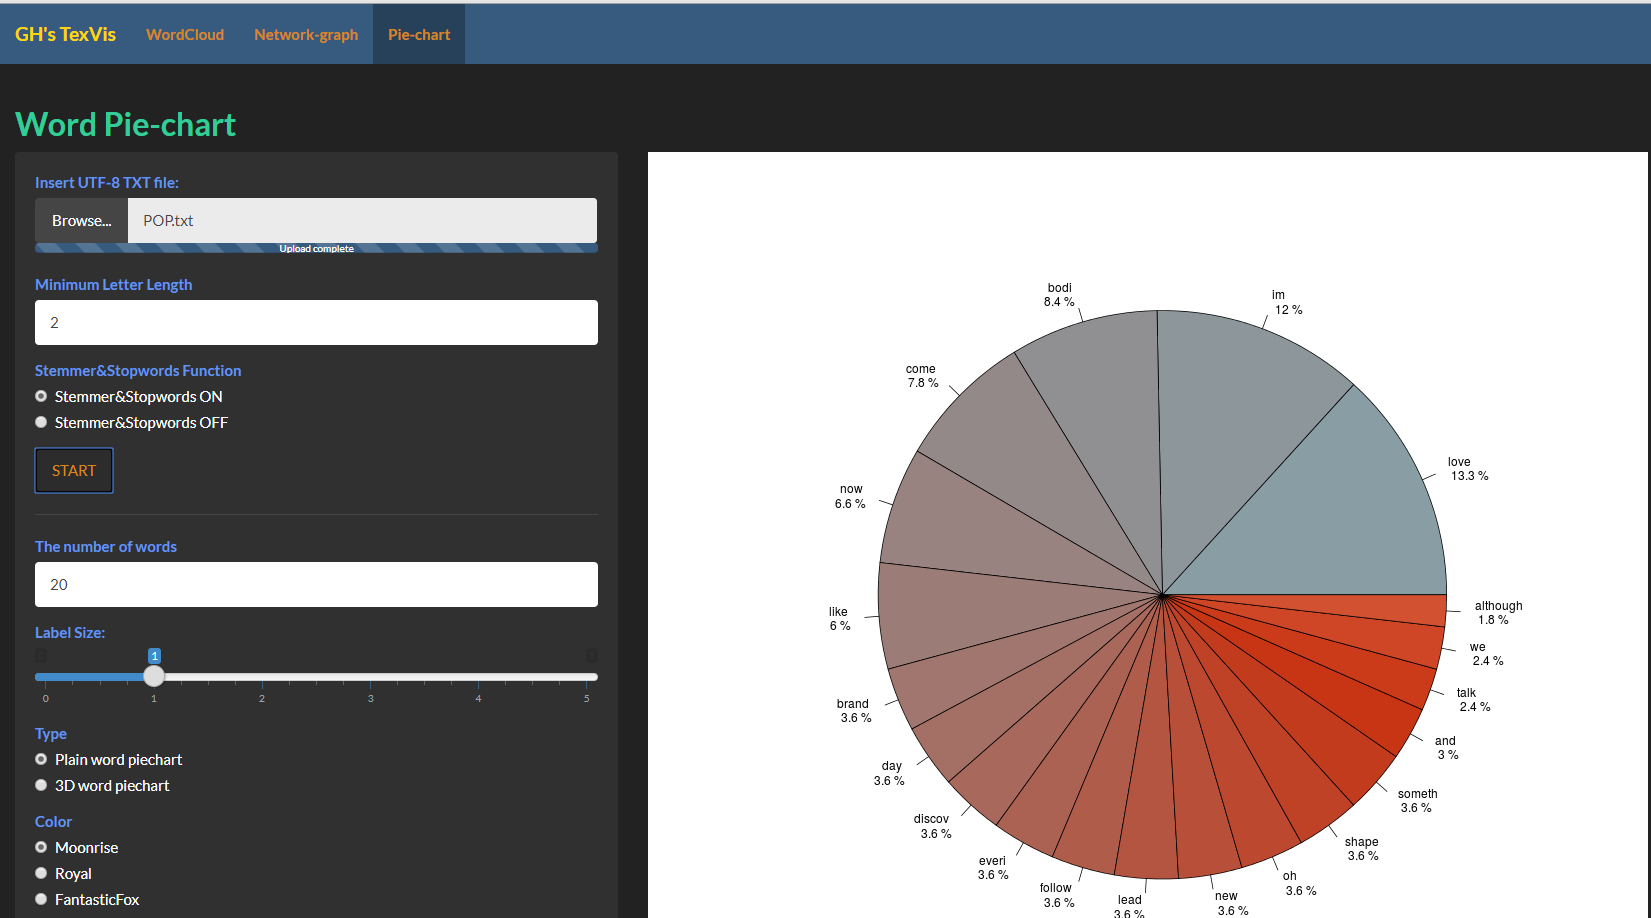 GH's TexVis WordCloud Network-graph Pie-chart
Word Pie-chart
Insert UTF-8 TXT file:
Browse... POP.txt
Upload complete
Minimum Letter Length
2
Stemmer&Stopwords Function
Stemmer&Stopwords ON
Stemmer&Stopwords OFF
START
The number of words
20
Label Size:
1
0 1 2 3 4 5
Type
Plain word piechart
3D word piechart
Color
Moonrise
Royal
FantasticFox
bodi
8.4 %
im
12 %
come
7.8 %
love
13.3 %
now
6.6 %
like
6 %
although
1.8 %
we
2.4 %
talk
2.4 %
brand
3.6 %
and
3 %
day
3.6 %
someth
3.6 %
discov
3.6 %
shape
3.6 %
everi
3.6 %
oh
3.6 %
follow
3.6 %
new
3.6 %
lead
3.6 %